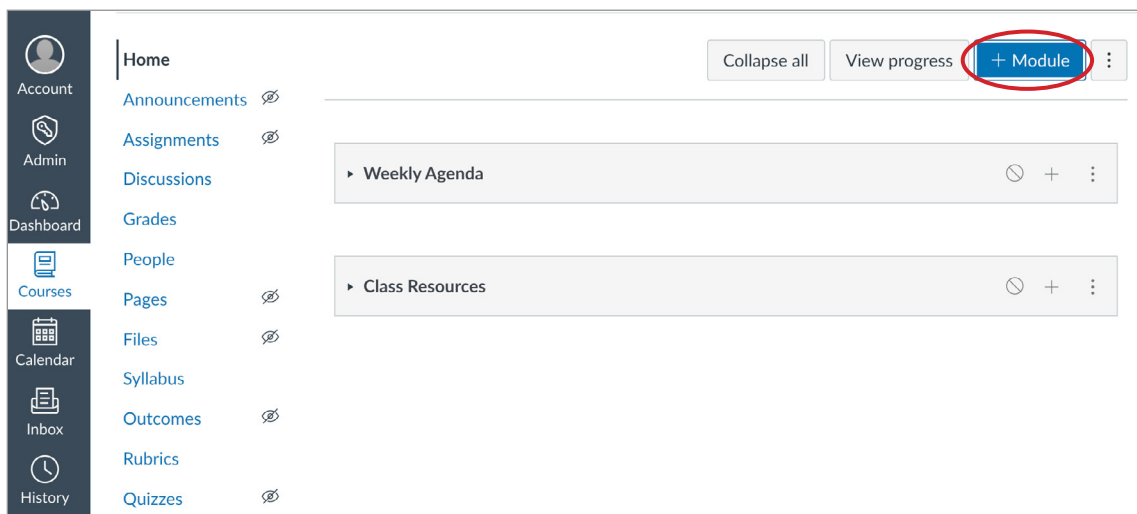 Account
Admin
Dashboard
Courses
Calendar
Inbox
History
Home
Announcements
Assignments
Discussions
Grades
People
Pages
Files
Syllabus
Outcomes
Rubrics
Quizzes
Collapse all
View progress
+ Module
Weekly Agenda
Class Resources